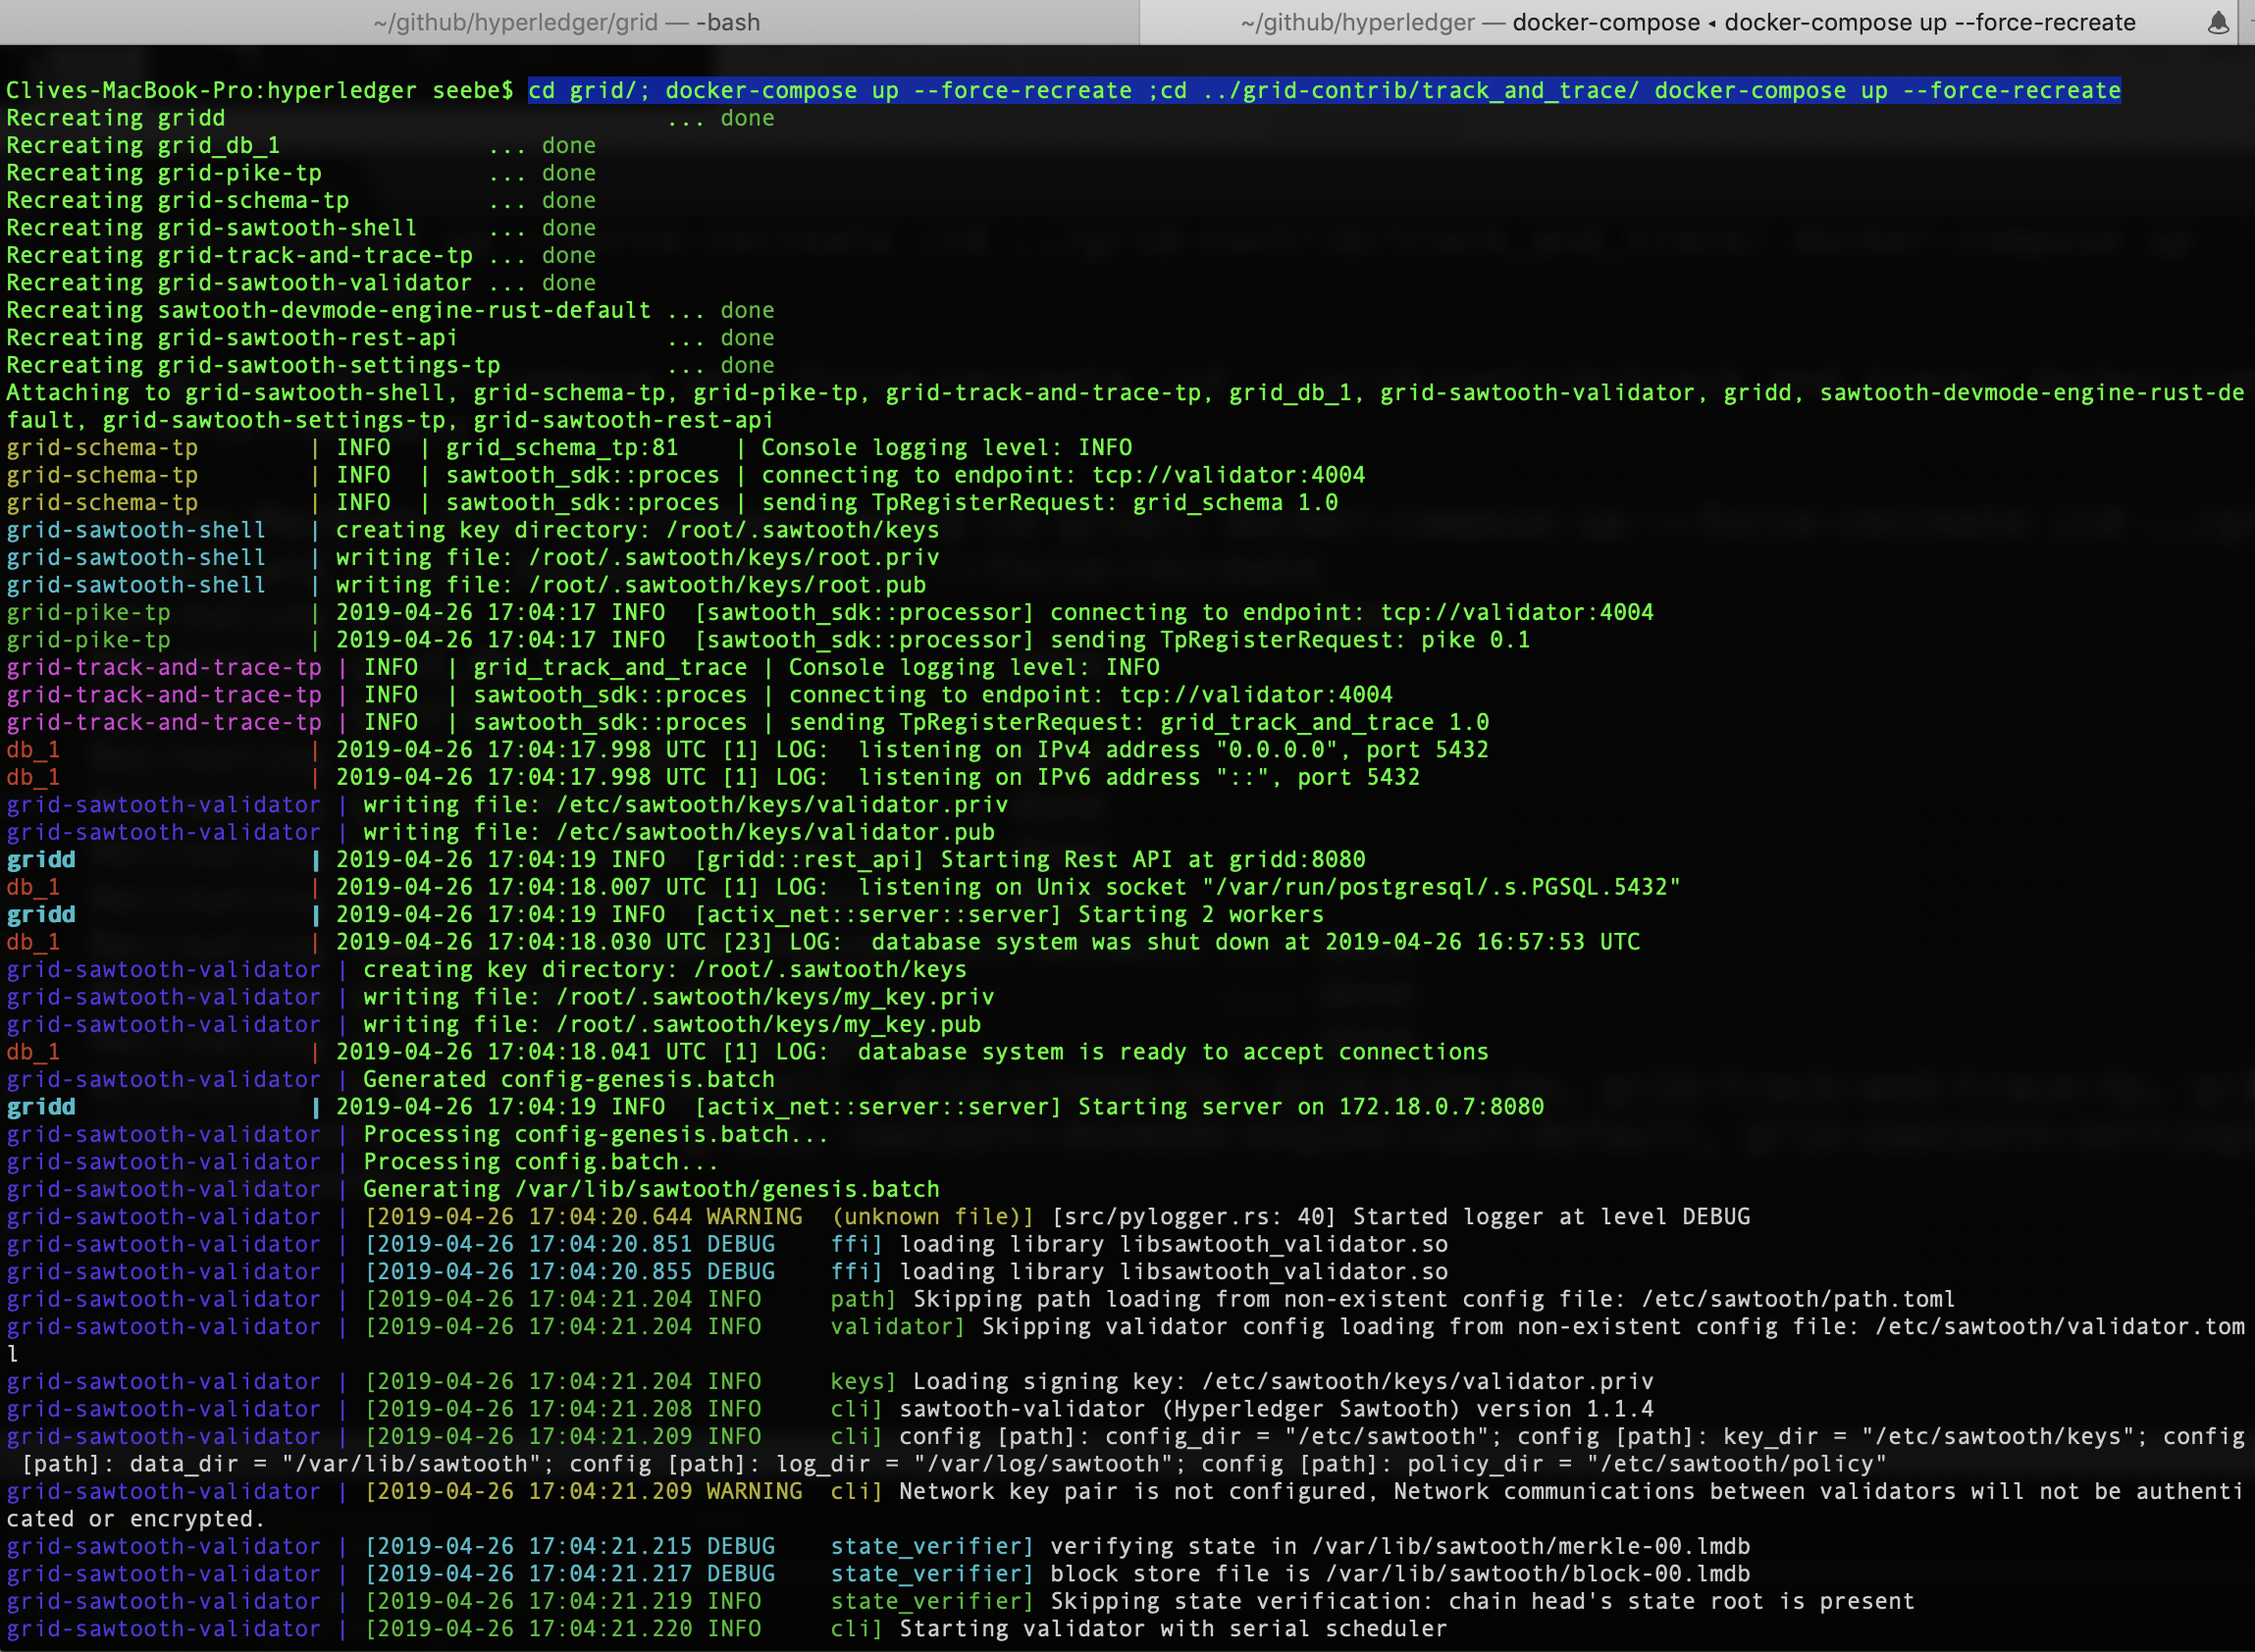 ~/github/hyperledger/grid — -bash
~/github/hyperledger — docker-compose ◂ docker-compose up --force-recreate
Clives-MacBook-Pro:hyperledger seebe$ cd grid/; docker-compose up --force-recreate ;cd ../grid-contrib/track_and_trace/ docker-compose up --force-recreate
Recreating gridd                                ... done
Recreating grid_db_1               ... done
Recreating grid-pike-tp            ... done
Recreating grid-schema-tp          ... done
Recreating grid-sawtooth-shell     ... done
Recreating grid-track-and-trace-tp ... done
Recreating grid-sawtooth-validator ... done
Recreating sawtooth-devmode-engine-rust-default ... done
Recreating grid-sawtooth-rest-api               ... done
Recreating grid-sawtooth-settings-tp            ... done
Attaching to grid-sawtooth-shell, grid-schema-tp, grid-pike-tp, grid-track-and-trace-tp, grid_db_1, grid-sawtooth-validator, gridd, sawtooth-devmode-engine-rust-de
fault, grid-sawtooth-settings-tp, grid-sawtooth-rest-api
grid-schema-tp        | INFO  | grid_schema_tp:81    | Console logging level: INFO
grid-schema-tp        | INFO  | sawtooth_sdk::proces | connecting to endpoint: tcp://validator:4004
grid-schema-tp        | INFO  | sawtooth_sdk::proces | sending TpRegisterRequest: grid_schema 1.0
grid-sawtooth-shell   | creating key directory: /root/.sawtooth/keys
grid-sawtooth-shell   | writing file: /root/.sawtooth/keys/root.priv
grid-sawtooth-shell   | writing file: /root/.sawtooth/keys/root.pub
grid-pike-tp          | 2019-04-26 17:04:17 INFO  [sawtooth_sdk::processor] connecting to endpoint: tcp://validator:4004
grid-pike-tp          | 2019-04-26 17:04:17 INFO  [sawtooth_sdk::processor] sending TpRegisterRequest: pike 0.1
grid-track-and-trace-tp | INFO  | grid_track_and_trace | Console logging level: INFO
grid-track-and-trace-tp | INFO  | sawtooth_sdk::proces | connecting to endpoint: tcp://validator:4004
grid-track-and-trace-tp | INFO  | sawtooth_sdk::proces | sending TpRegisterRequest: grid_track_and_trace 1.0
db_1                  | 2019-04-26 17:04:17.998 UTC [1] LOG:  listening on IPv4 address "0.0.0.0", port 5432
db_1                  | 2019-04-26 17:04:17.998 UTC [1] LOG:  listening on IPv6 address "::", port 5432
grid-sawtooth-validator | writing file: /etc/sawtooth/keys/validator.priv
grid-sawtooth-validator | writing file: /etc/sawtooth/keys/validator.pub
gridd                 | 2019-04-26 17:04:19 INFO  [gridd::rest_api] Starting Rest API at gridd:8080
db_1                  | 2019-04-26 17:04:18.007 UTC [1] LOG:  listening on Unix socket "/var/run/postgresql/.s.PGSQL.5432"
gridd                 | 2019-04-26 17:04:19 INFO  [actix_net::server::server] Starting 2 workers
db_1                  | 2019-04-26 17:04:18.030 UTC [23] LOG:  database system was shut down at 2019-04-26 16:57:53 UTC
grid-sawtooth-validator | creating key directory: /root/.sawtooth/keys
grid-sawtooth-validator | writing file: /root/.sawtooth/keys/my_key.priv
grid-sawtooth-validator | writing file: /root/.sawtooth/keys/my_key.pub
db_1                  | 2019-04-26 17:04:18.041 UTC [1] LOG:  database system is ready to accept connections
grid-sawtooth-validator | Generated config-genesis.batch
gridd                 | 2019-04-26 17:04:19 INFO  [actix_net::server::server] Starting server on 172.18.0.7:8080
grid-sawtooth-validator | Processing config-genesis.batch...
grid-sawtooth-validator | Processing config.batch...
grid-sawtooth-validator | Generating /var/lib/sawtooth/genesis.batch
grid-sawtooth-validator | [2019-04-26 17:04:20.644 WARNING  (unknown file)] [src/pylogger.rs: 40] Started logger at level DEBUG
grid-sawtooth-validator | [2019-04-26 17:04:20.851 DEBUG    ffi] loading library libsawtooth_validator.so
grid-sawtooth-validator | [2019-04-26 17:04:20.855 DEBUG    ffi] loading library libsawtooth_validator.so
grid-sawtooth-validator | [2019-04-26 17:04:21.204 INFO     path] Skipping path loading from non-existent config file: /etc/sawtooth/path.toml
grid-sawtooth-validator | [2019-04-26 17:04:21.204 INFO     validator] Skipping validator config loading from non-existent config file: /etc/sawtooth/validator.tom
l
grid-sawtooth-validator | [2019-04-26 17:04:21.204 INFO     keys] Loading signing key: /etc/sawtooth/keys/validator.priv
grid-sawtooth-validator | [2019-04-26 17:04:21.208 INFO     cli] sawtooth-validator (Hyperledger Sawtooth) version 1.1.4
grid-sawtooth-validator | [2019-04-26 17:04:21.209 INFO     cli] config [path]: config_dir = "/etc/sawtooth"; config [path]: key_dir = "/etc/sawtooth/keys"; config
 [path]: data_dir = "/var/lib/sawtooth"; config [path]: log_dir = "/var/log/sawtooth"; config [path]: policy_dir = "/etc/sawtooth/policy"
grid-sawtooth-validator | [2019-04-26 17:04:21.209 WARNING  cli] Network key pair is not configured, Network communications between validators will not be authenti
cated or encrypted.
grid-sawtooth-validator | [2019-04-26 17:04:21.215 DEBUG    state_verifier] verifying state in /var/lib/sawtooth/merkle-00.lmdb
grid-sawtooth-validator | [2019-04-26 17:04:21.217 DEBUG    state_verifier] block store file is /var/lib/sawtooth/block-00.lmdb
grid-sawtooth-validator | [2019-04-26 17:04:21.219 INFO     state_verifier] Skipping state verification: chain head's state root is present
grid-sawtooth-validator | [2019-04-26 17:04:21.220 INFO     cli] Starting validator with serial scheduler